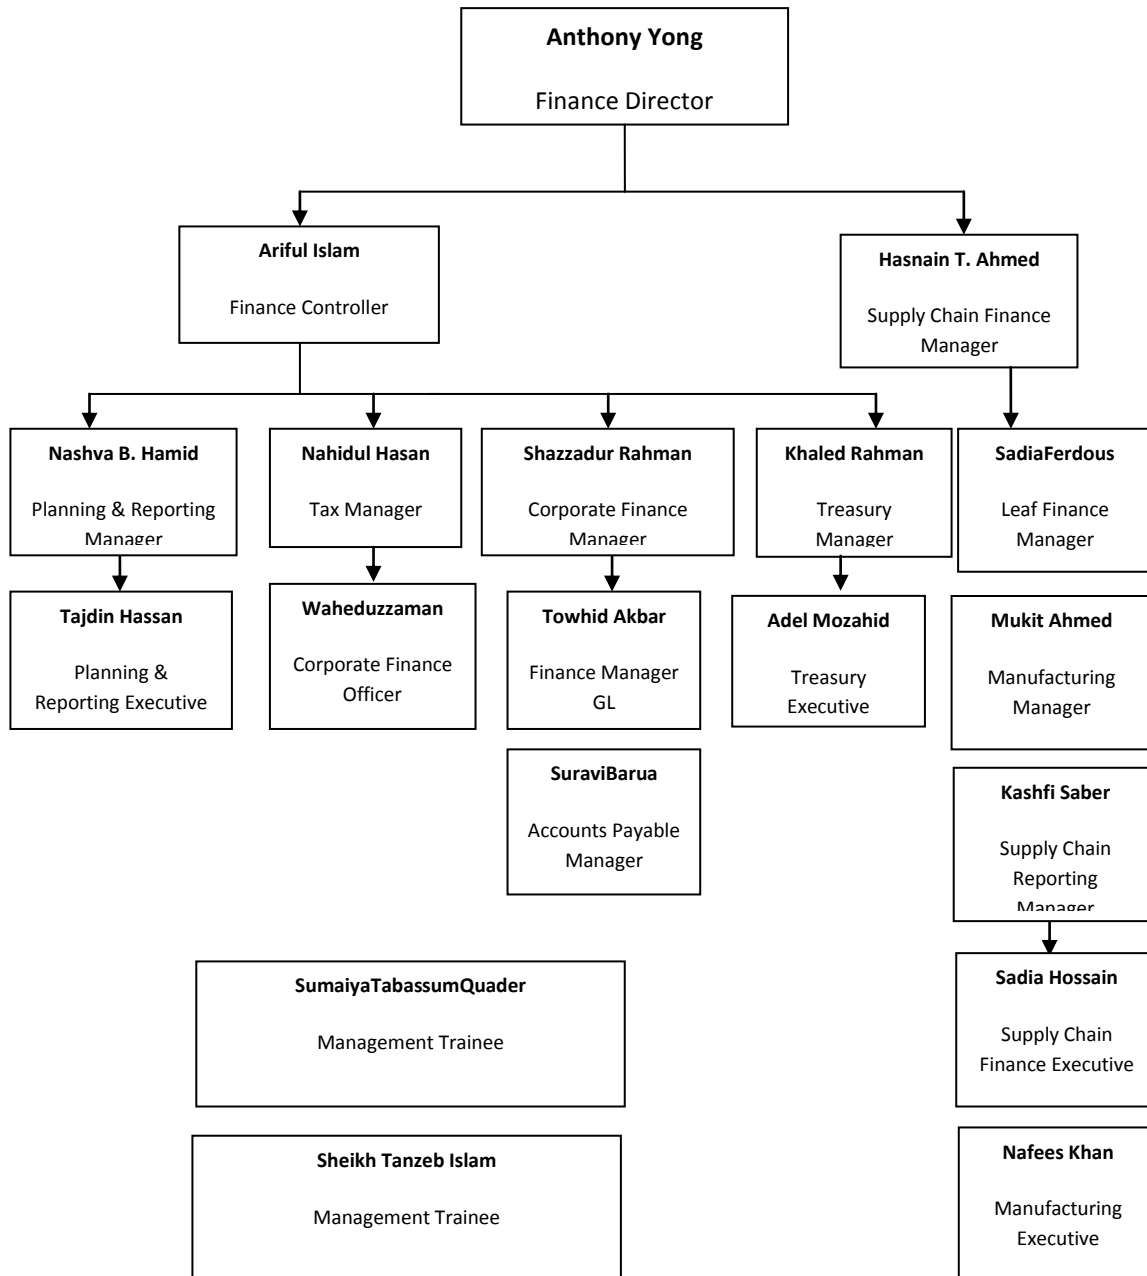 Anthony Yong
Finance Director
Ariful Islam
Finance Controller
Hasnain T. Ahmed
Supply Chain Finance
Manager
Nashva B. Hamid
Planning & Reporting
Manager
Nahidul Hasan
Tax Manager
Shazzadur Rahman
Corporate Finance
Manager
Khaled Rahman
Treasury
Manager
SadiaFerdous
Leaf Finance
Manager
Tajdin Hassan
Planning &
Reporting Executive
Waheduzzaman
Corporate Finance
Officer
Towhid Akbar
Finance Manager
GL
Adel Mozahid
Treasury
Executive
Mukit Ahmed
Manufacturing
Manager
SuraviBarua
Accounts Payable
Manager
Kashfi Saber
Supply Chain
Reporting
Manager
SumaiyaTabassumQuader
Management Trainee
Sadia Hossain
Supply Chain
Finance Executive
Sheikh Tanzeb Islam
Management Trainee
Nafees Khan
Manufacturing
Executive